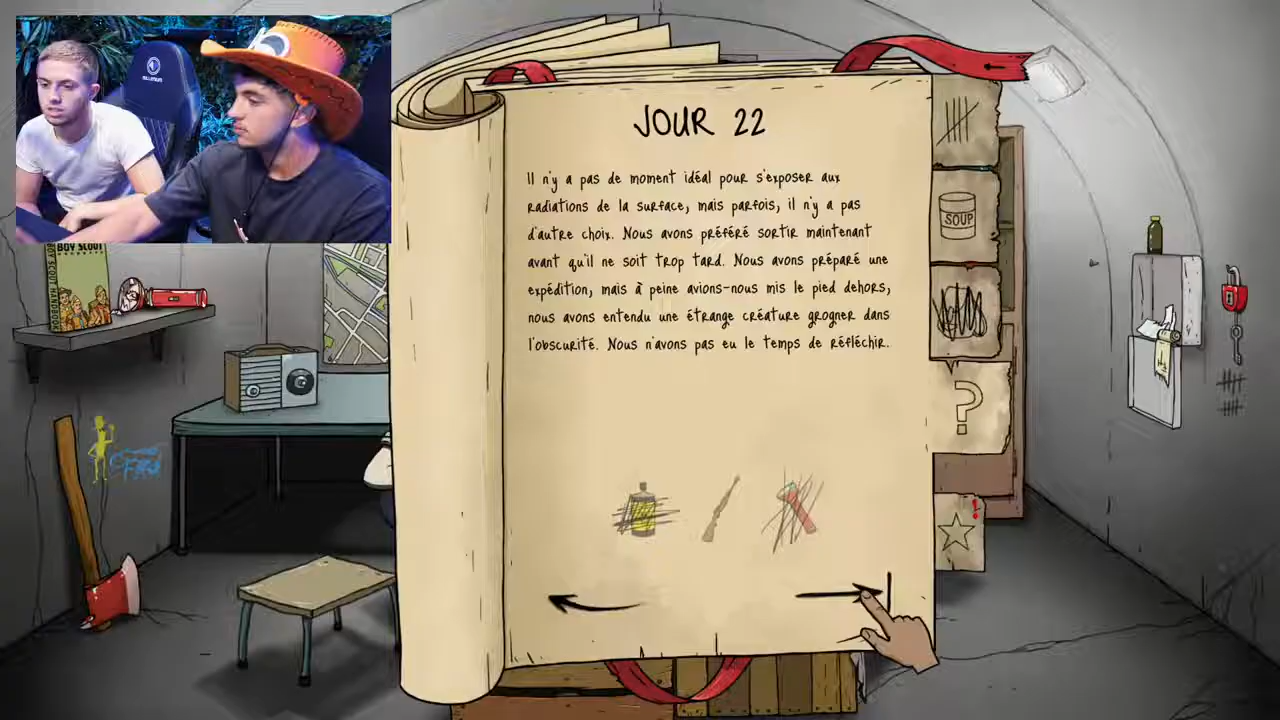 JOUR 22
Il n'y a pas de moment idéal pour s'exposer aux
radiations de la surface, mais parfois, il n'y a pas
d'autre choix. Nous avons préféré sortir maintenant
avant qu'il ne soit trop tard. Nous avons préparé une
expédition, mais à peine avions-nous mis le pied dehors,
nous avons entendu une étrange créature grogner dans
l'obscurité. Nous n'avons pas eu le temps de réfléchir.
SOUP
?
!
BOY SCOUT
BOY SCOUT HANDBOOK